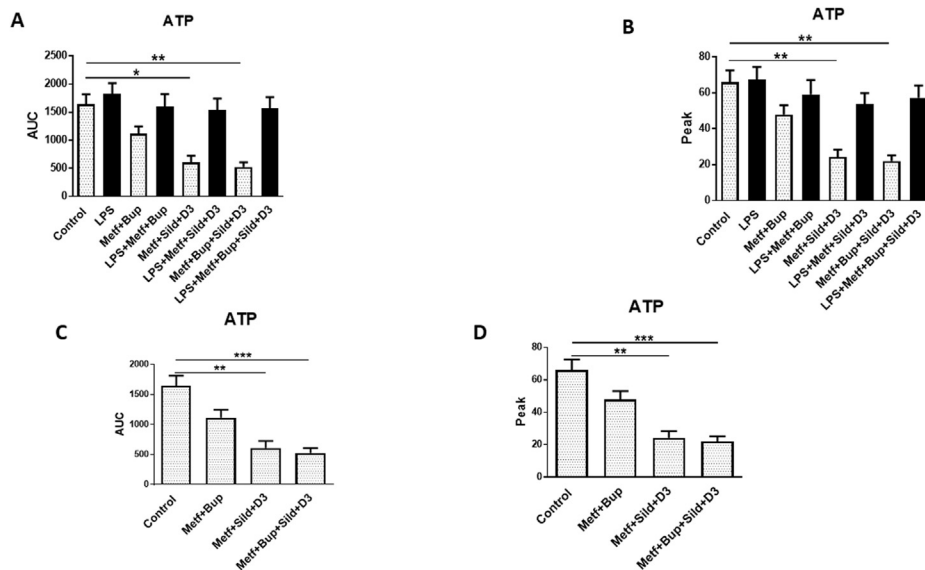 A
ATP
**
*
AUC
2500
2000
1500
1000
500
0
Control
LPS
Metf+Bup
LPS+Metf+Bup
Metf+Sild+D3
LPS+Metf+Sild+D3
Metf+Bup+Sild+D3
LPS+Metf+Bup+Sild+D3
B
ATP
**
**
Peak
80
60
40
20
0
Control
LPS
Metf+Bup
LPS+Metf+Bup
Metf+Sild+D3
LPS+Metf+Sild+D3
Metf+Bup+Sild+D3
LPS+Metf+Bup+Sild+D3
C
ATP
***
**
AUC
2000
1500
1000
500
0
Control
Metf+Bup
Metf+Sild+D3
Metf+Bup+Sild+D3
D
ATP
***
**
Peak
80
60
40
20
0
Control
Metf+Bup
Metf+Sild+D3
Metf+Bup+Sild+D3